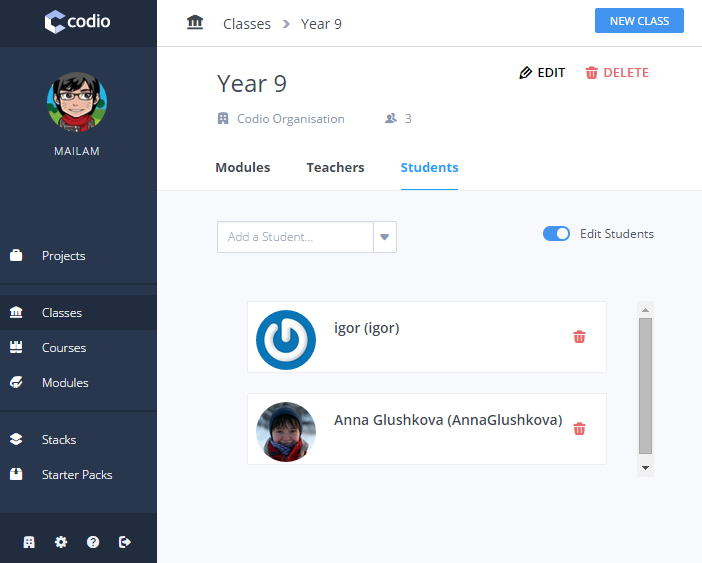 codio
Classes
Year 9
NEW CLASS
MAILAM
Year 9
EDIT
DELETE
Codio Organisation
3
Modules
Teachers
Students
Add a Student...
Edit Students
Projects
Classes
Courses
Modules
Stacks
Starter Packs
igor (igor)
Anna Glushkova (AnnaGlushkova)